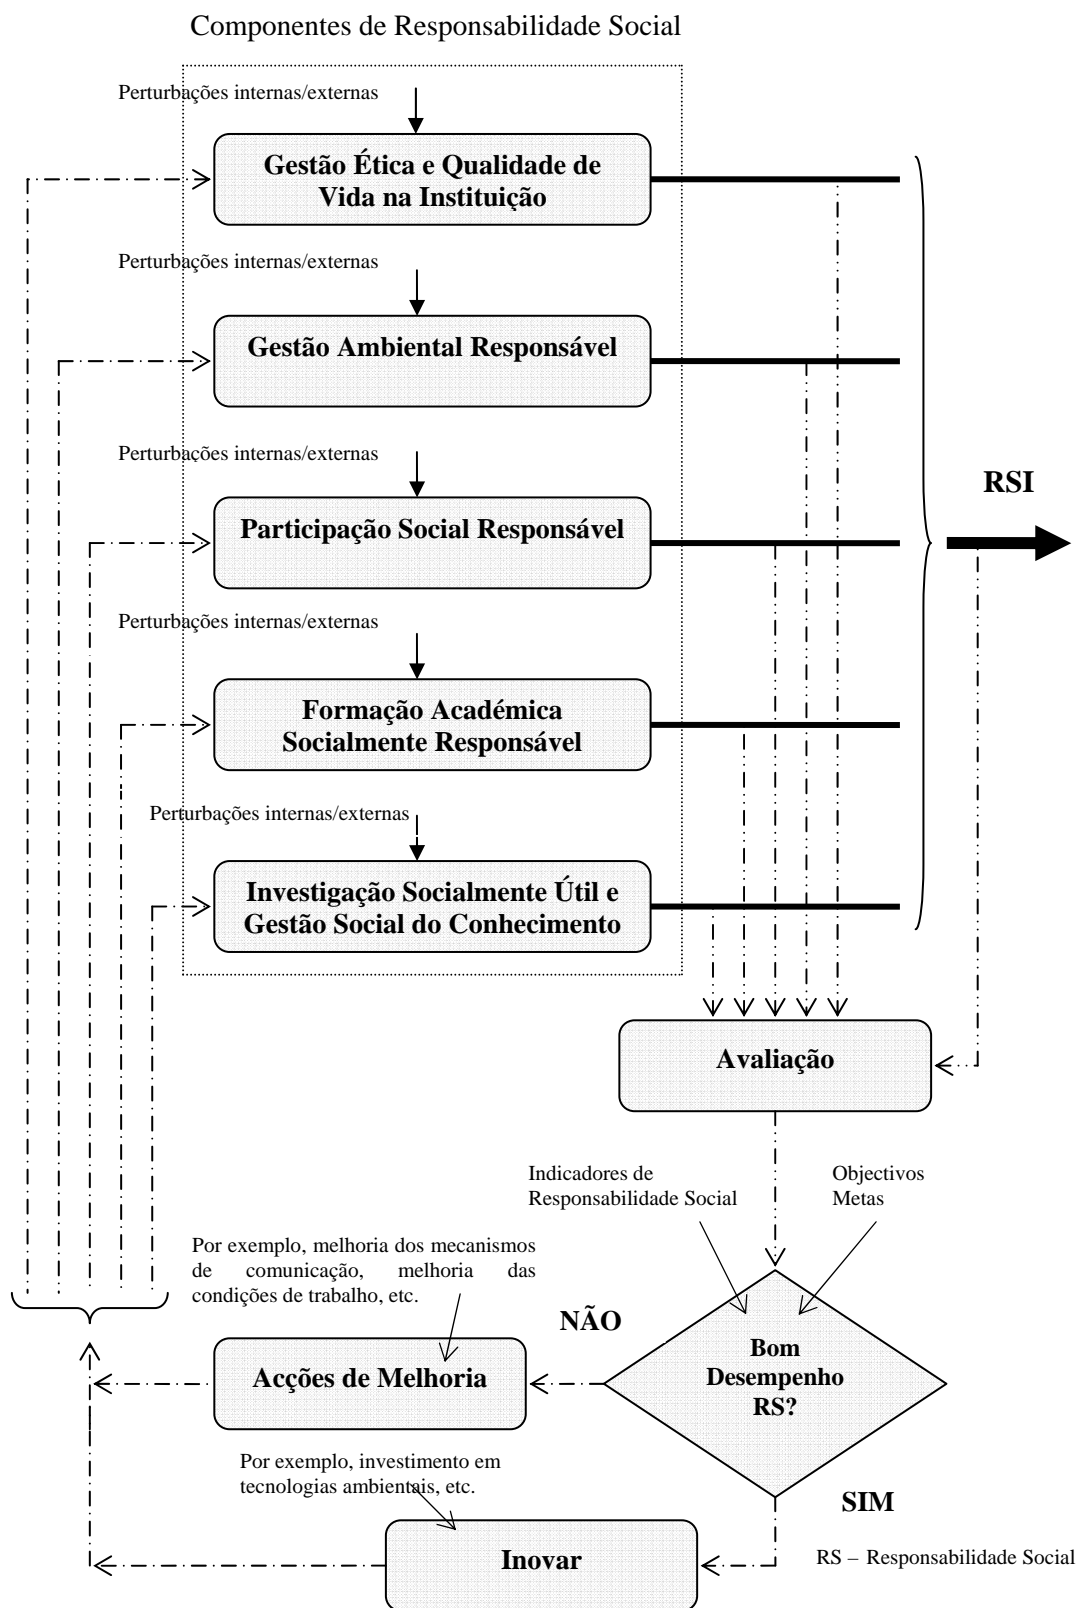 Componentes de Responsabilidade Social
Perturbações internas/externas
Gestão Ética e Qualidade de
Vida na Instituição
Perturbações internas/externas
Gestão Ambiental Responsável
Perturbações internas/externas
Participação Social Responsável
RSI
Perturbações internas/externas
Formação Académica
Socialmente Responsável
Perturbações internas/externas
Investigação Socialmente Útil e
Gestão Social do Conhecimento
Avaliação
Indicadores de
Responsabilidade Social
Objectivos
Metas
Por exemplo, melhoria dos mecanismos
de comunicação, melhoria das
condições de trabalho, etc.
NÃO
Bom
Desempenho
RS?
Acções de Melhoria
Por exemplo, investimento em
tecnologias ambientais, etc.
SIM
Inovar
RS – Responsabilidade Social